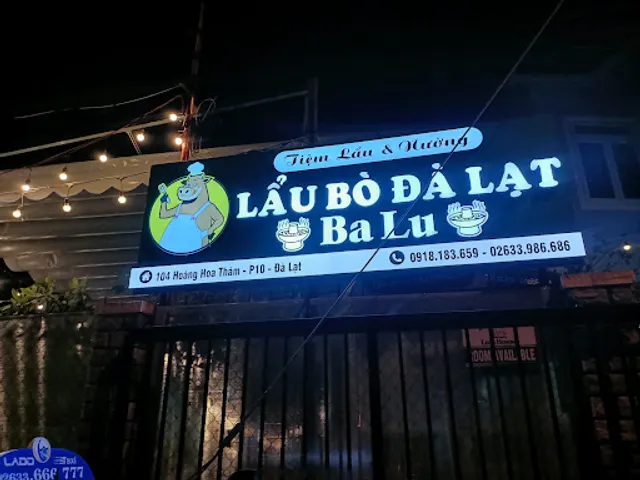 Tiệm Lẩu & Nướng
LẨU BÒ ĐÀ LẠT
Ba Lu
104 Hoàng Hoa Thám - P10 - Đà Lạt
0918.183.659 - 02633.986.686
ROOM AVAILABLE
LADO TAXI
02633.666 777